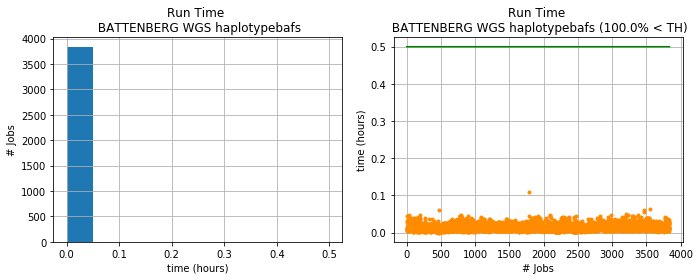 Run Time
BATTENBERG WGS haplotypebafs
4000
3500
3000
2500
2000
1500
1000
500
0
# Jobs
0.0 0.1 0.2 0.3 0.4 0.5
time (hours)
Run Time
BATTENBERG WGS haplotypebafs (100.0% < TH)
0.5
0.4
0.3
0.2
0.1
0.0
time (hours)
0 500 1000 1500 2000 2500 3000 3500 4000
# Jobs